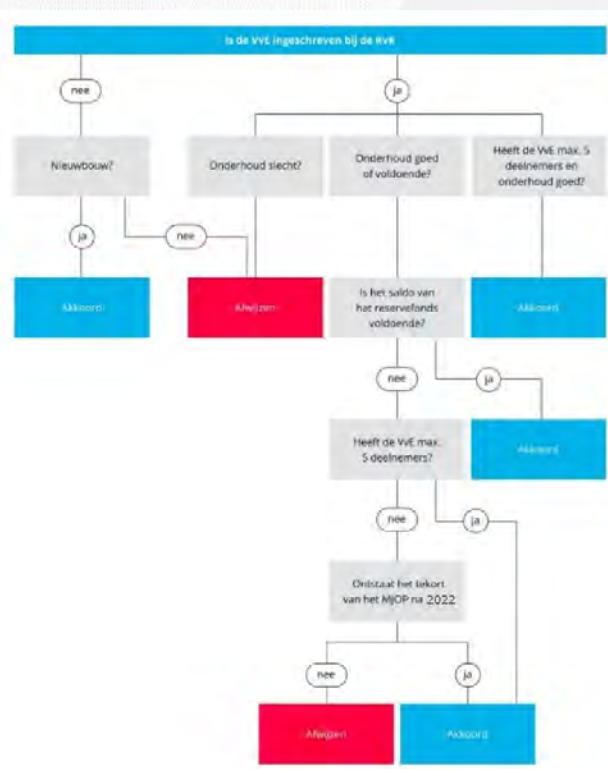 Is de VVE ingeschreven bij de RVR
nee
ja
Nieuwbouw?
Onderhoud slecht?
Onderhoud goed
of voldoende?
Heeft de VvE max. 5
deelnemers en
onderhoud goed?
ja
nee
Akkoord
Afwijzen
Is het saldo van
hat reservefonds
voldoende?
Akkoord
nee
ja
Heeft de VvE max.
5 deelnemers?
Akkoord
nee
ja
Ontstaat het tekort
van het MJOP na 2022
nee
ja
Afwijzen
Akkoord